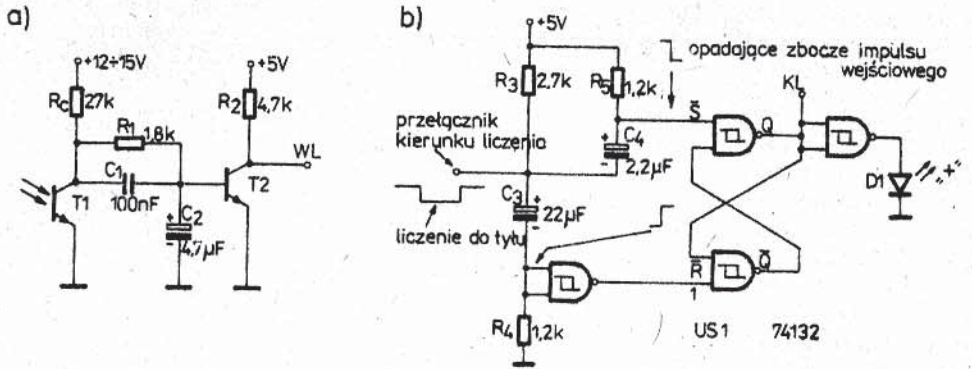 a)
+12÷15V
Rc 27k
R1
1,8k
C1
100nF
T1
+
C2
-
4,7µF
+5V
R2 4,7k
WL
T2
b)
+5V
R3 2,7k
R5 1,2k
opadające zbocze impulsu
wejściowego
przełącznik
kierunku liczenia
+
C4
-
2,2µF
S̄
Q
KL
D1
"+"
C3
+
22µF
-
liczenie do tyłu
R̄
1
Q̄
R4 1,2k
US1 74132